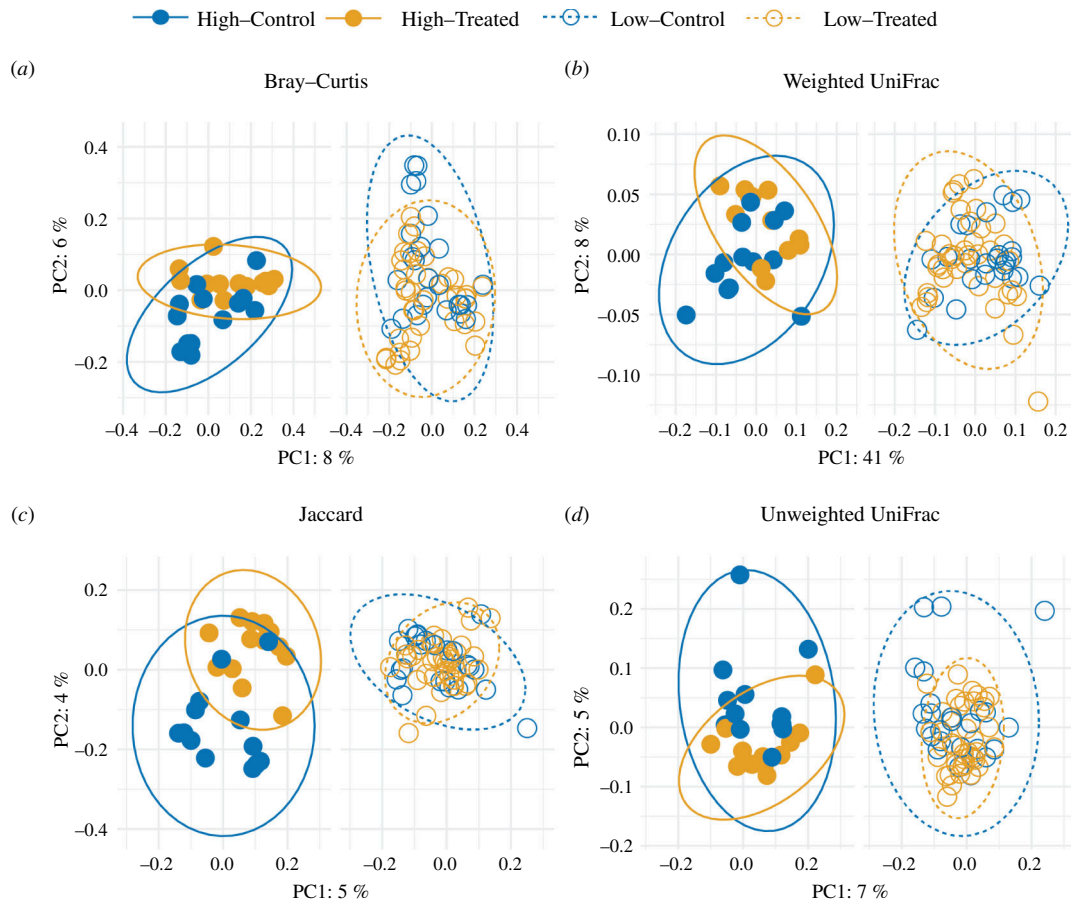 High–Control High–Treated Low–Control Low–Treated
(a) Bray–Curtis
PC2: 6 %
0.4
0.2
0.0
–0.2
–0.4 –0.2 0.0 0.2 0.4 –0.4 –0.2 0.0 0.2 0.4
PC1: 8 %
(b) Weighted UniFrac
PC2: 8 %
0.10
0.05
0.00
–0.05
–0.10
–0.2 –0.1 0.0 0.1 0.2 –0.2 –0.1 0.0 0.1 0.2
PC1: 41 %
(c) Jaccard
PC2: 4 %
0.2
0.0
–0.2
–0.4
–0.2 0.0 0.2 –0.2 0.0 0.2
PC1: 5 %
(d) Unweighted UniFrac
PC2: 5 %
0.2
0.1
0.0
–0.1
–0.2
–0.2 0.0 0.2 –0.2 0.0 0.2
PC1: 7 %